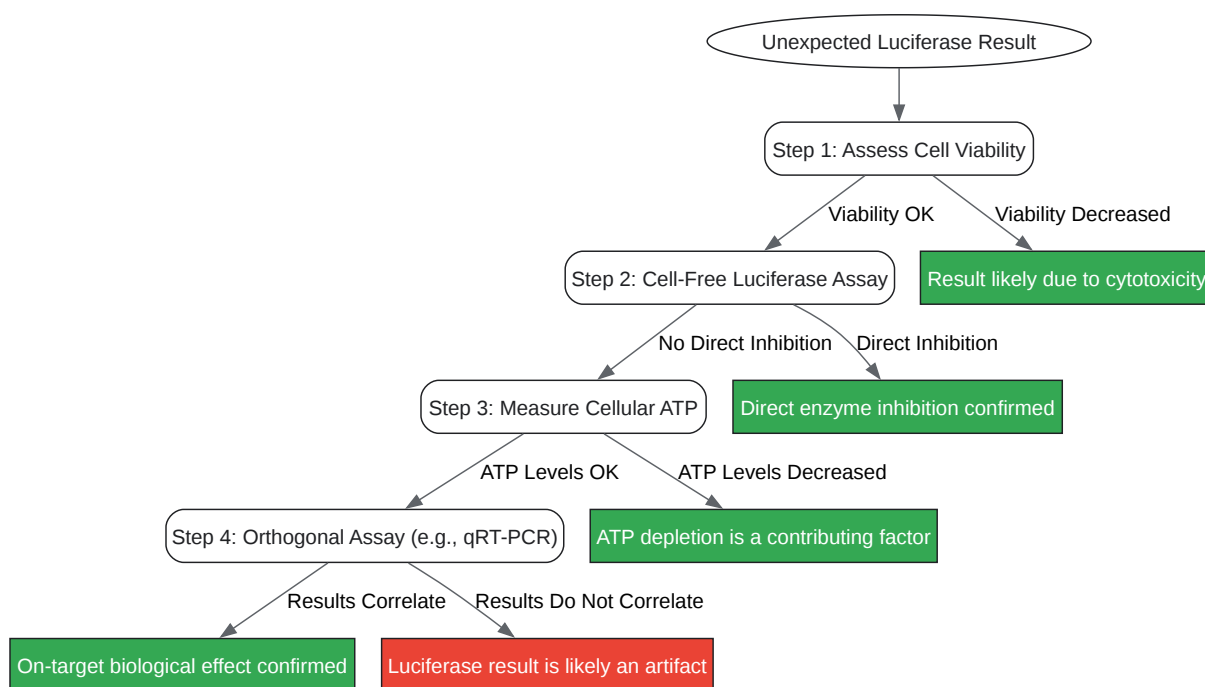 Unexpected Luciferase Result
Step 1: Assess Cell Viability
Viability OK
Viability Decreased
Step 2: Cell-Free Luciferase Assay
Result likely due to cytotoxicity
No Direct Inhibition
Direct Inhibition
Step 3: Measure Cellular ATP
Direct enzyme inhibition confirmed
ATP Levels OK
ATP Levels Decreased
Step 4: Orthogonal Assay (e.g., qRT-PCR)
ATP depletion is a contributing factor
Results Correlate
Results Do Not Correlate
On-target biological effect confirmed
Luciferase result is likely an artifact